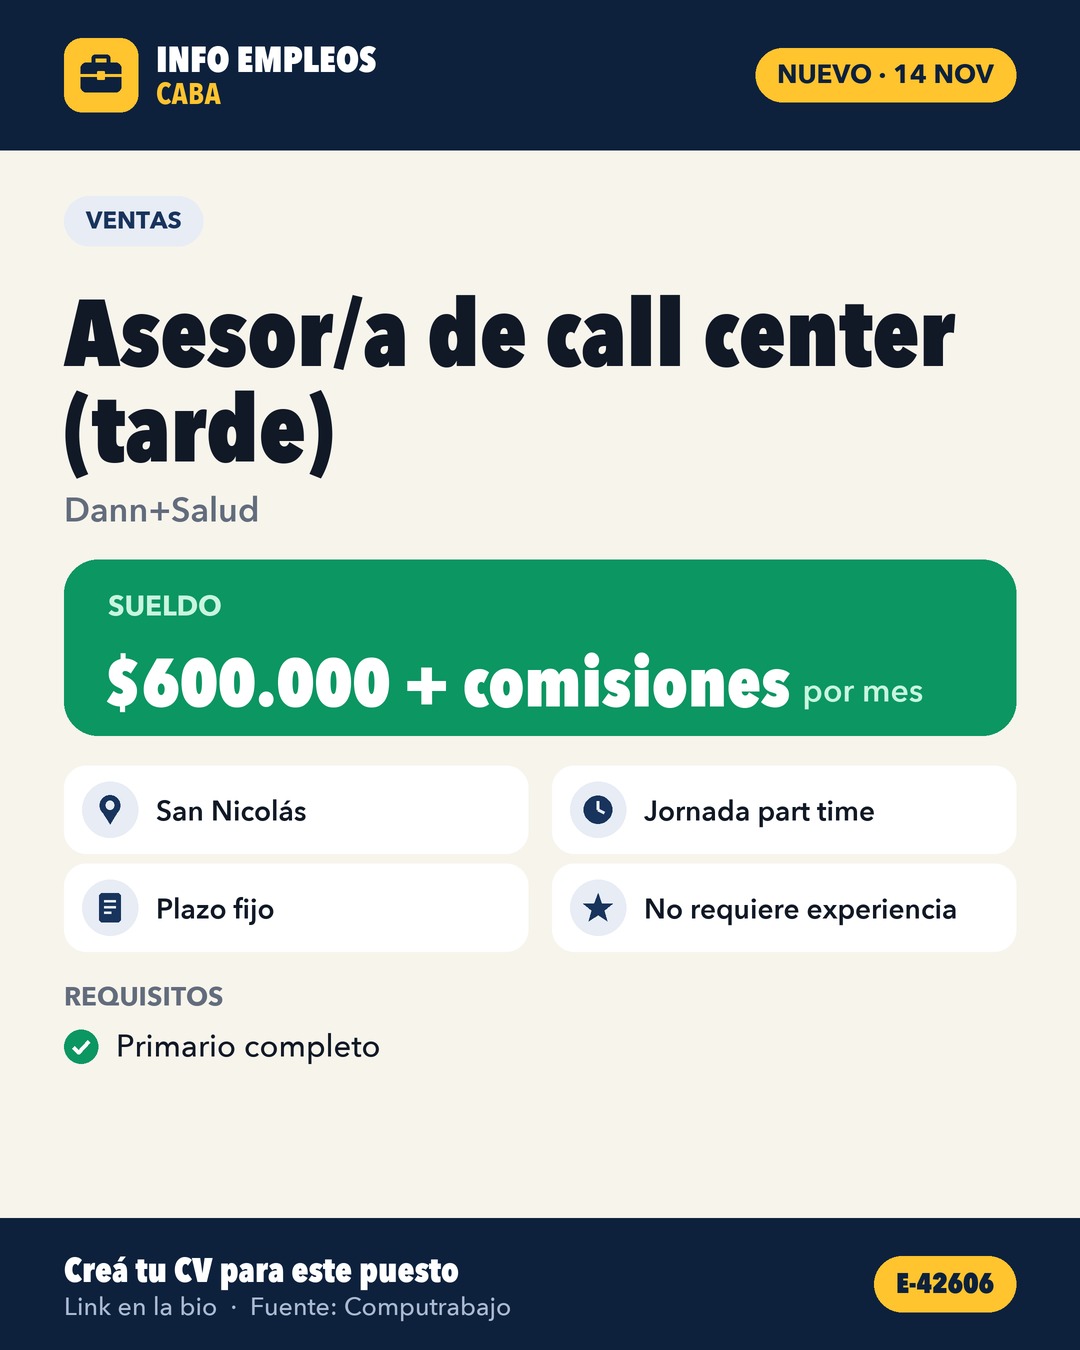 INFO EMPLEOS
CABA
NUEVO · 14 NOV
VENTAS
Asesor/a de call center
(tarde)
Dann+Salud
SUELDO
$600.000 + comisiones por mes
San Nicolás
Jornada part time
Plazo fijo
No requiere experiencia
REQUISITOS
Primario completo
Creá tu CV para este puesto
Link en la bio · Fuente: Computrabajo
E-42606